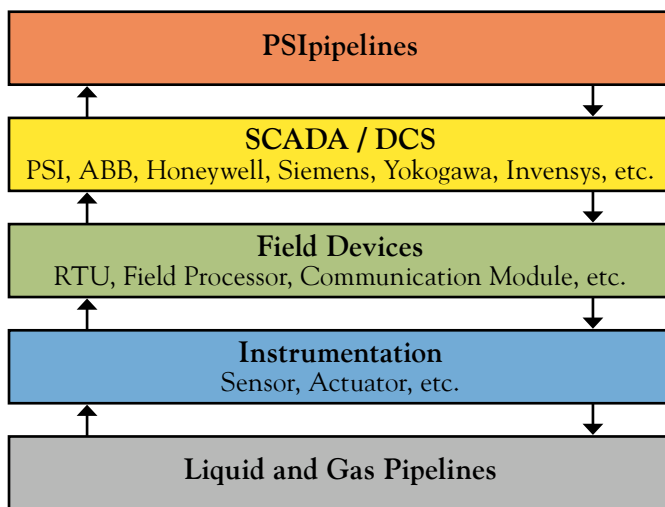 PSIpipelines
SCADA / DCS
PSI, ABB, Honeywell, Siemens, Yokogawa, Invensys, etc.
Field Devices
RTU, Field Processor, Communication Module, etc.
Instrumentation
Sensor, Actuator, etc.
Liquid and Gas Pipelines